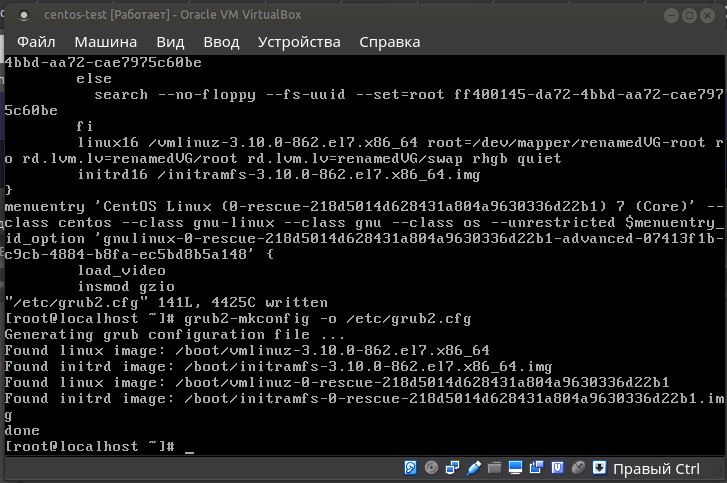 centos-test [Работает] - Oracle VM VirtualBox
Файл Машина Вид Ввод Устройства Справка
4bbd-aa72-cae7975c60be
else
search --no-floppy --fs-uuid --set=root ff400145-da72-4bbd-aa72-cae797
5c60be
fi
linux16 /vmlinuz-3.10.0-862.el7.x86_64 root=/dev/mapper/renamedVG-root r
o rd.lvm.lv=renamedVG/root rd.lvm.lv=renamedVG/swap rhgb quiet
initrd16 /initramfs-3.10.0-862.el7.x86_64.img
}
menuentry 'CentOS Linux (0-rescue-218d5014d628431a804a9630336d22b1) 7 (Core)' --
class centos --class gnu-linux --class gnu --class os --unrestricted $menuentry_
id_option 'gnulinux-0-rescue-218d5014d628431a804a9630336d22b1-advanced-07413f1b-
c9cb-4884-b8fa-ec5bd8b5a148' {
load_video
insmod gzio
"/etc/grub2.cfg" 141L, 4425C written
[root@localhost ~]# grub2-mkconfig -o /etc/grub2.cfg
Generating grub configuration file ...
Found linux image: /boot/vmlinuz-3.10.0-862.el7.x86_64
Found initrd image: /boot/initramfs-3.10.0-862.el7.x86_64.img
Found linux image: /boot/vmlinuz-0-rescue-218d5014d628431a804a9630336d22b1
Found initrd image: /boot/initramfs-0-rescue-218d5014d628431a804a9630336d22b1.im
g
done
[root@localhost ~]# _
Правый Ctrl